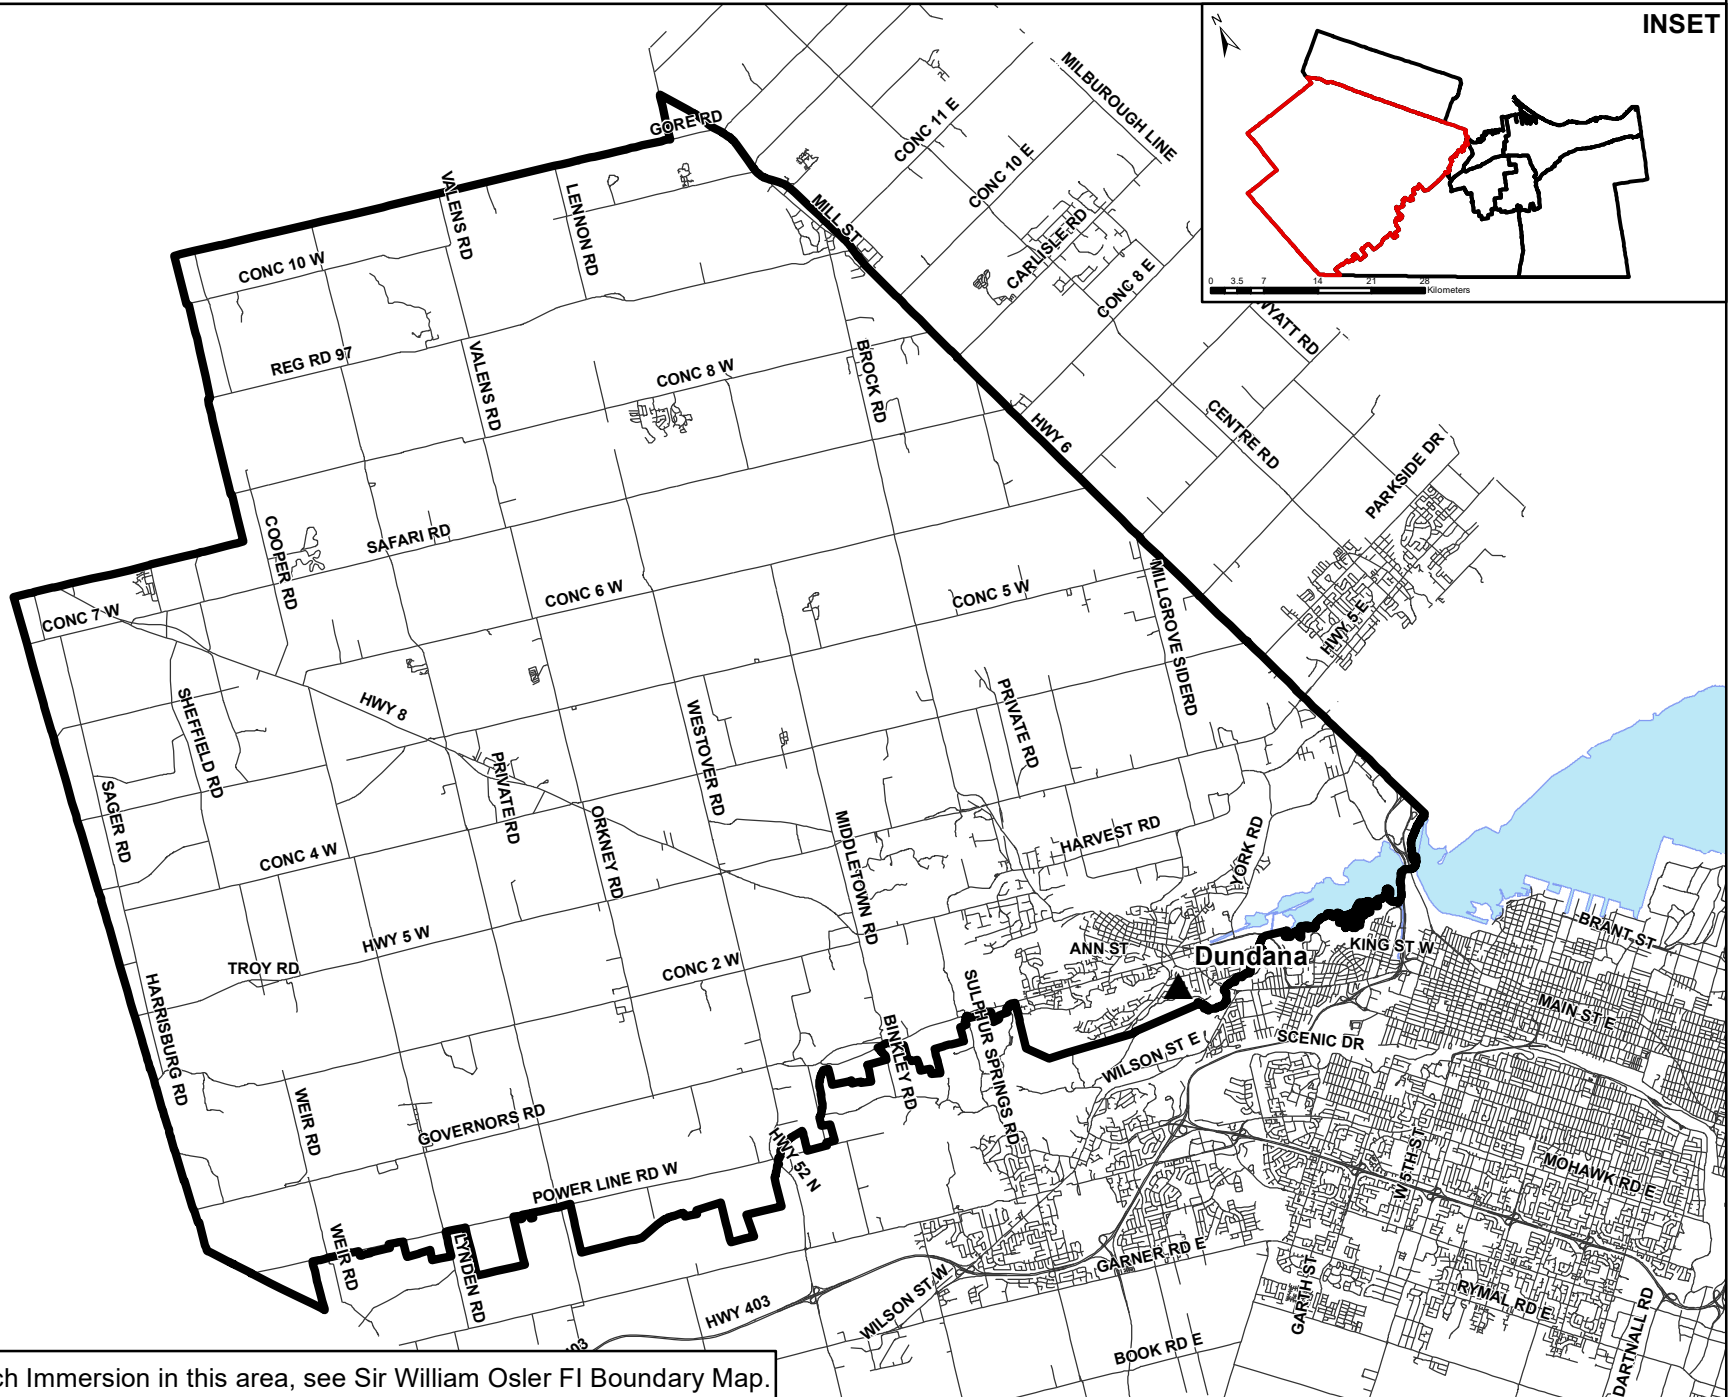 INSET
N
0 3.5 7 14 21 28
Kilometers
GORE RD
MILBUROUGH LINE
CONC 11 E
CONC 10 E
VALENS RD
LENNON RD
MILL ST
CARLISLE RD
CONC 10 W
CONC 8 E
WYATT RD
REG RD 97
VALENS RD
CONC 8 W
BROCK RD
HWY 6
CENTRE RD
PARKSIDE DR
COOPER RD
SAFARI RD
CONC 7 W
CONC 6 W
CONC 5 W
MILLGROVE SIDERD
HWY 5 E
SHEFFIELD RD
HWY 8
WESTOVER RD
PRIVATE RD
SAGER RD
PRIVATE RD
ORKNEY RD
MIDDLETOWN RD
HARVEST RD
YORK RD
CONC 4 W
HWY 5 W
TROY RD
CONC 2 W
ANN ST
Dundana
KING ST W
BRANT ST
HARRISBURG RD
SULPHUR SPRINGS RD
BINKLEY RD
MAIN ST E
SCENIC DR
WILSON ST E
WEIR RD
GOVERNORS RD
HWY 52 N
POWER LINE RD W
W 5TH ST
MOHAWK RD E
WEIR RD
LYNDEN RD
GARNER RD E
WILSON ST W
HWY 403
GARTH ST
RYMAL RD E
DARTNALL RD
BOOK RD E
03
ch Immersion in this area, see Sir William Osler FI Boundary Map.